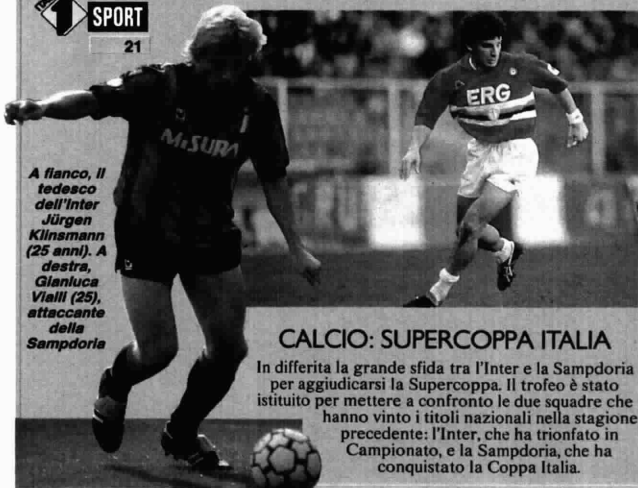 1 SPORT
21
MISURA
ERG
A fianco, il
tedesco
dell'Inter
Jürgen
Klinsmann
(25 anni). A
destra,
Gianluca
Vialli (25),
attaccante
della
Sampdoria
CALCIO: SUPERCOPPA ITALIA
In differita la grande sfida tra l'Inter e la Sampdoria
per aggiudicarsi la Supercoppa. Il trofeo è stato
istituito per mettere a confronto le due squadre che
hanno vinto i titoli nazionali nella stagione
precedente: l'Inter, che ha trionfato in
Campionato, e la Sampdoria, che ha
conquistato la Coppa Italia.